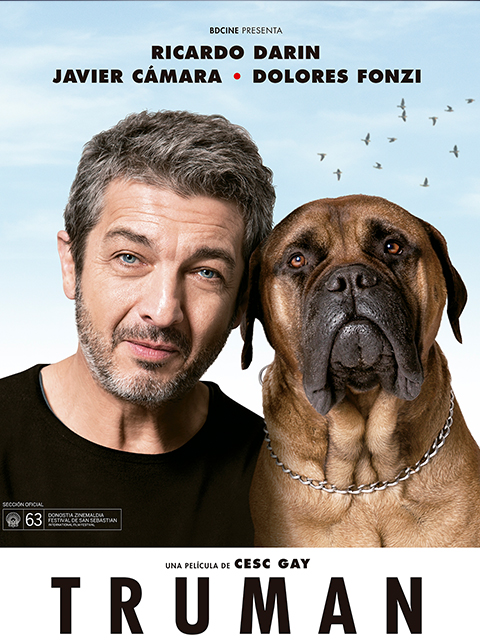 BDCINE PRESENTA
RICARDO DARIN
JAVIER CÁMARA • DOLORES FONZI
SECCIÓN OFICIAL
63
DONOSTIA ZINEMALDIA
FESTIVAL DE SAN SEBASTIAN
INTERNATIONAL FILM FESTIVAL
UNA PELÍCULA DE CESC GAY
TRUMAN